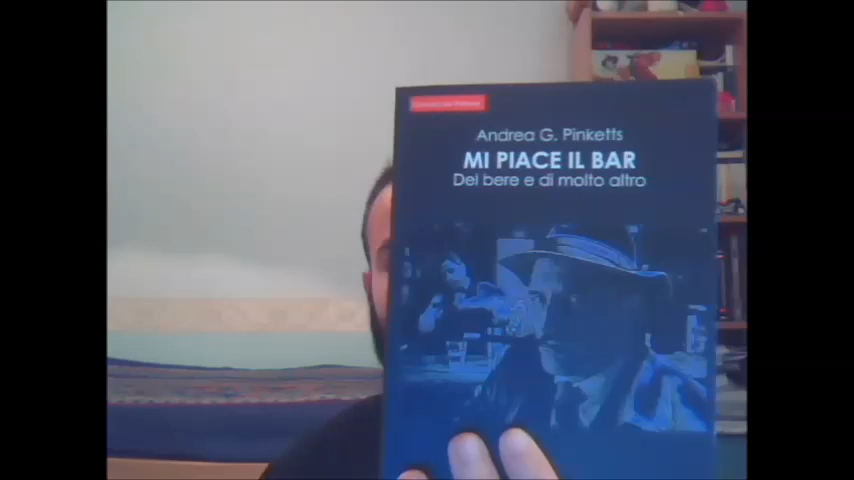 Andrea G. Pinketts
MI PIACE IL BAR
Del bere e di molto altro